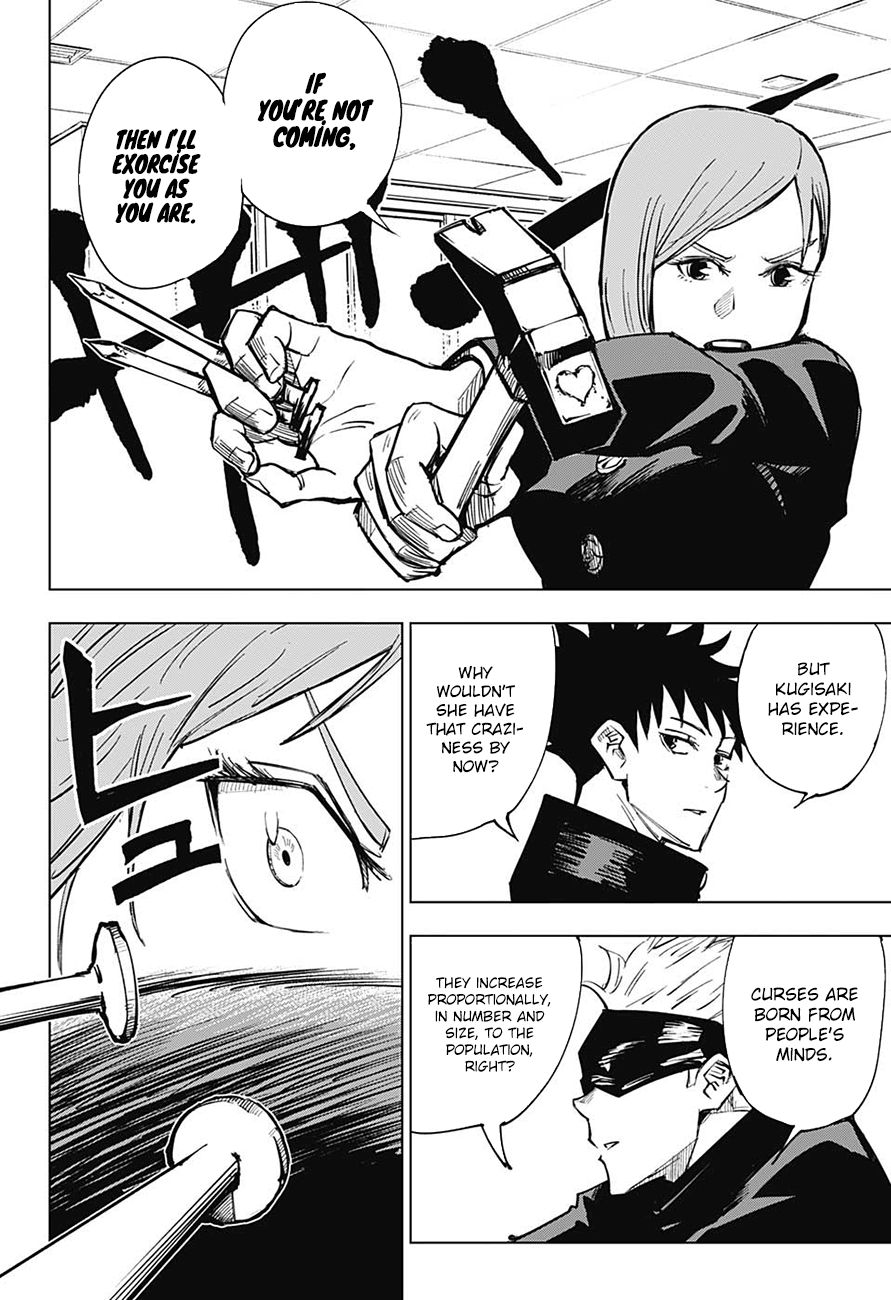 IF
YOU'RE NOT
COMING,
THEN I'LL
EXORCISE
YOU AS
YOU ARE.
BUT
KUGISAKI
HAS EXPE-
RIENCE.
WHY
WOULDN'T
SHE HAVE
THAT CRAZI-
NESS BY
NOW?
ヒュ
CURSES ARE
BORN FROM
PEOPLE'S
MINDS.
THEY INCREASE
PROPORTIONALLY,
IN NUMBER AND
SIZE, TO THE
POPULATION,
RIGHT?